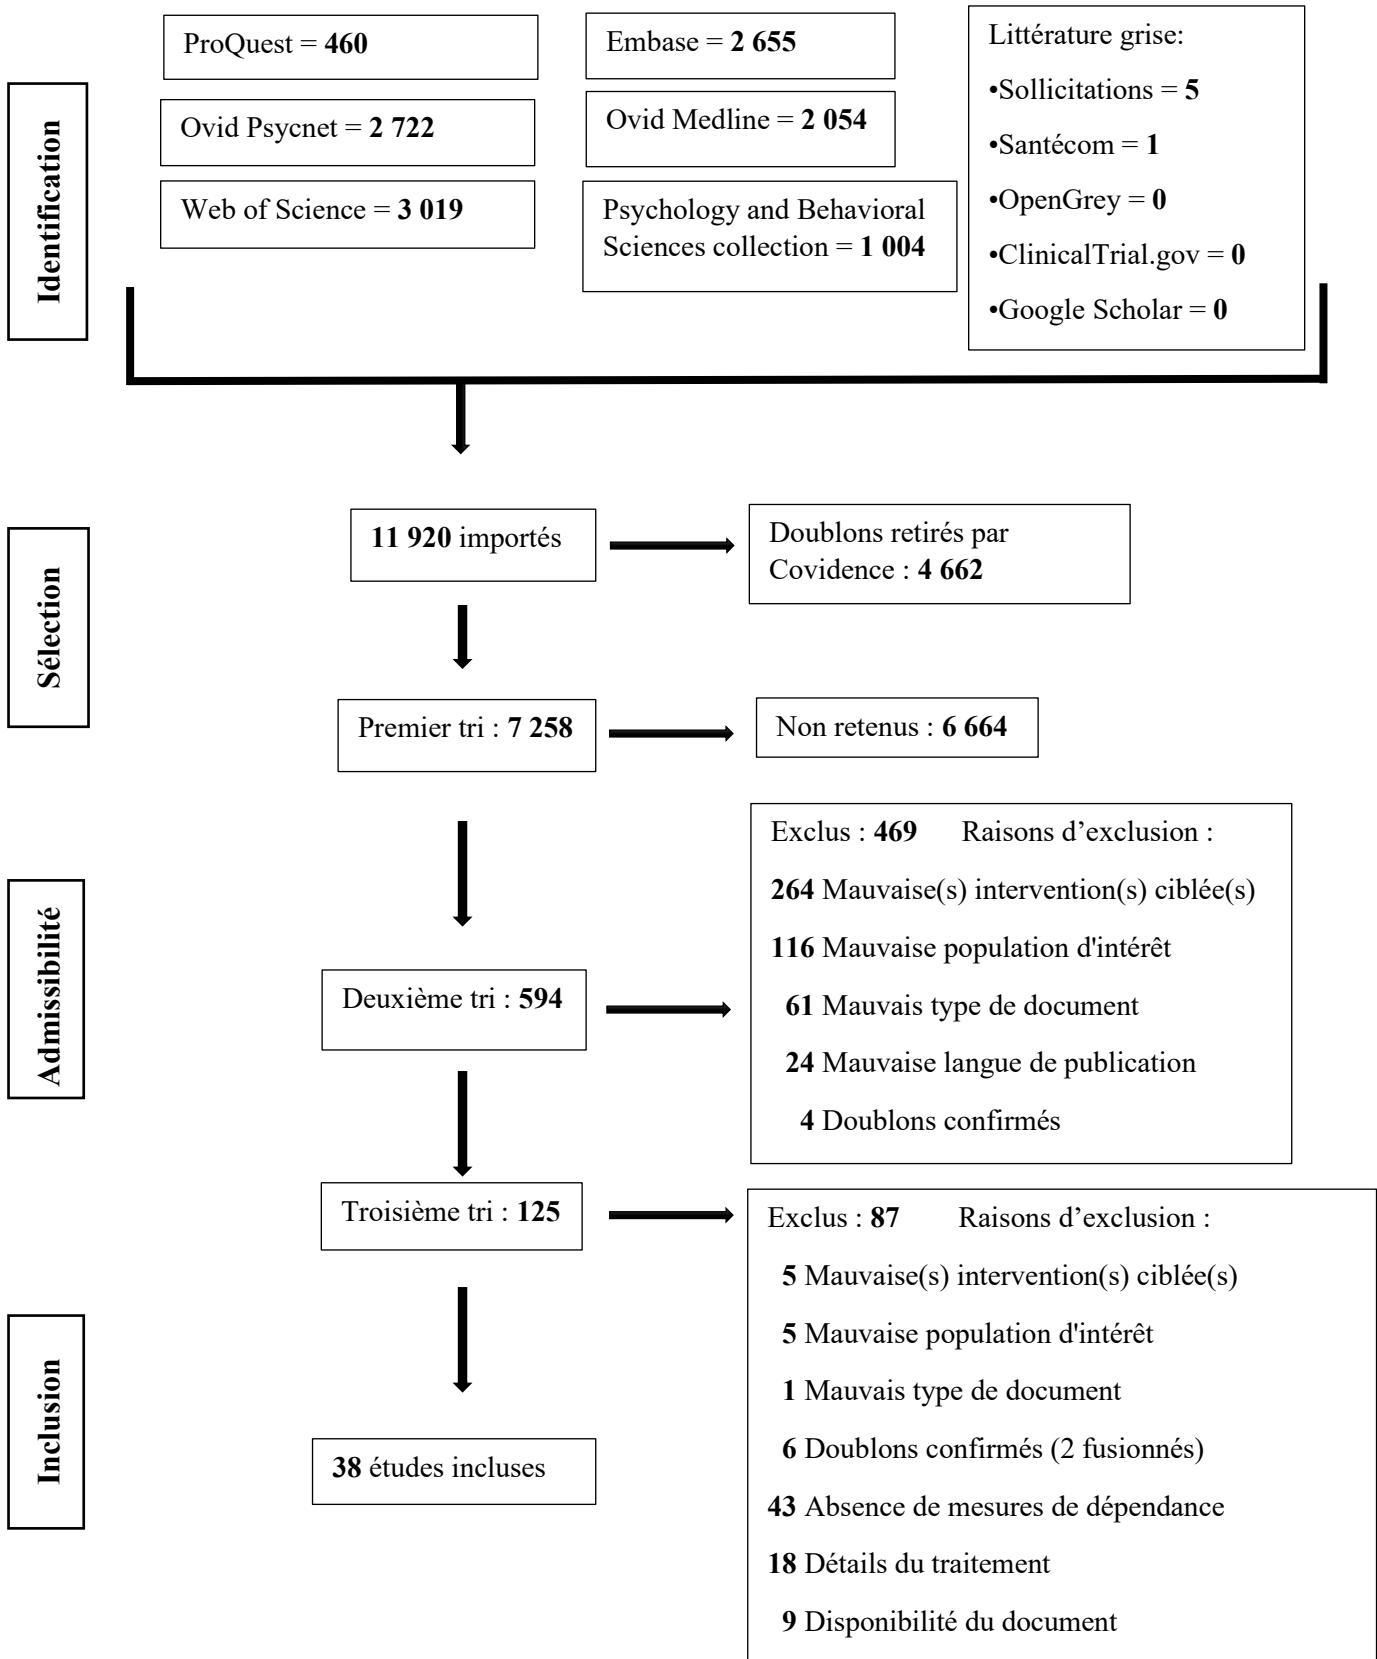 Identification
ProQuest = 460
Ovid Psycnet = 2 722
Web of Science = 3 019
Embase = 2 655
Ovid Medline = 2 054
Psychology and Behavioral
Sciences collection = 1 004
Littérature grise:
•Sollicitations = 5
•Santécom = 1
•OpenGrey = 0
•ClinicalTrial.gov = 0
•Google Scholar = 0
Sélection
11 920 importés
Doublons retirés par
Covidence : 4 662
Premier tri : 7 258
Non retenus : 6 664
Admissibilité
Deuxième tri : 594
Exclus : 469 Raisons d’exclusion :
264 Mauvaise(s) intervention(s) ciblée(s)
116 Mauvaise population d'intérêt
61 Mauvais type de document
24 Mauvaise langue de publication
4 Doublons confirmés
Troisième tri : 125
Exclus : 87 Raisons d’exclusion :
5 Mauvaise(s) intervention(s) ciblée(s)
5 Mauvaise population d'intérêt
1 Mauvais type de document
6 Doublons confirmés (2 fusionnés)
43 Absence de mesures de dépendance
18 Détails du traitement
9 Disponibilité du document
Inclusion
38 études incluses